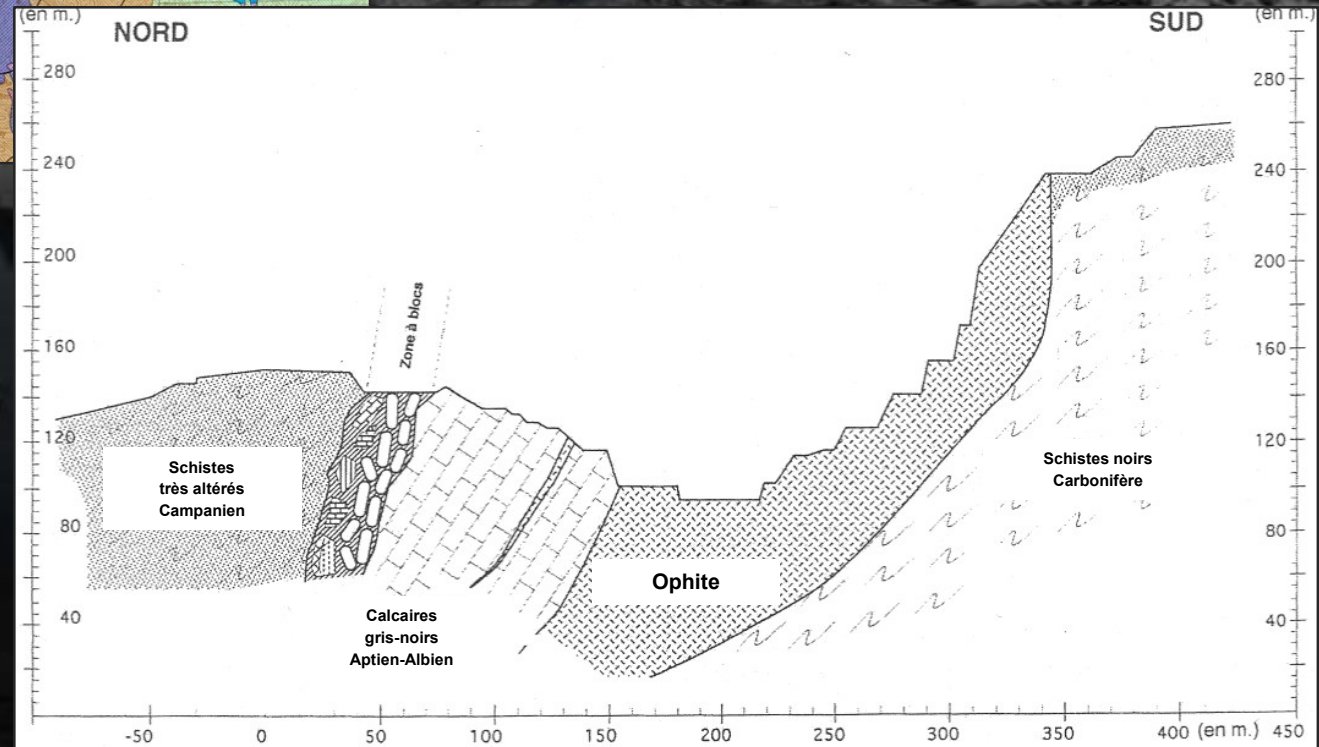 (en m.)
NORD
SUD
(en m.)
280
240
200
160
120
80
40
280
240
200
160
120
80
40
Zone à blocs
Schistes
très altérés
Campanien
Calcaires
gris-noirs
Aptien-Albien
Ophite
Schistes noirs
Carbonifère
-50 0 50 100 150 200 250 300 350 400 (en m.) 450